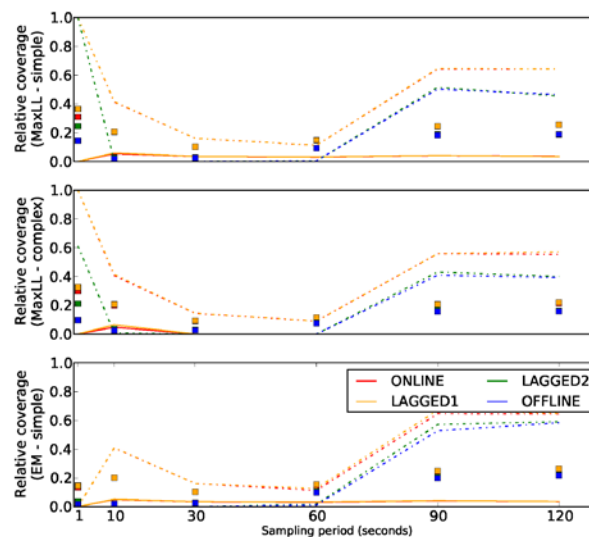 Relative coverage
(MaxLL - simple)
1.0
0.8
0.6
0.4
0.2
0.0
Relative coverage
(MaxLL - complex)
1.0
0.8
0.6
0.4
0.2
0.0
Relative coverage
(EM - simple)
1.0
0.8
0.6
0.4
0.2
0.0
ONLINE LAGGED2
LAGGED1 OFFLINE
1 10 30 60 90 120
Sampling period (seconds)